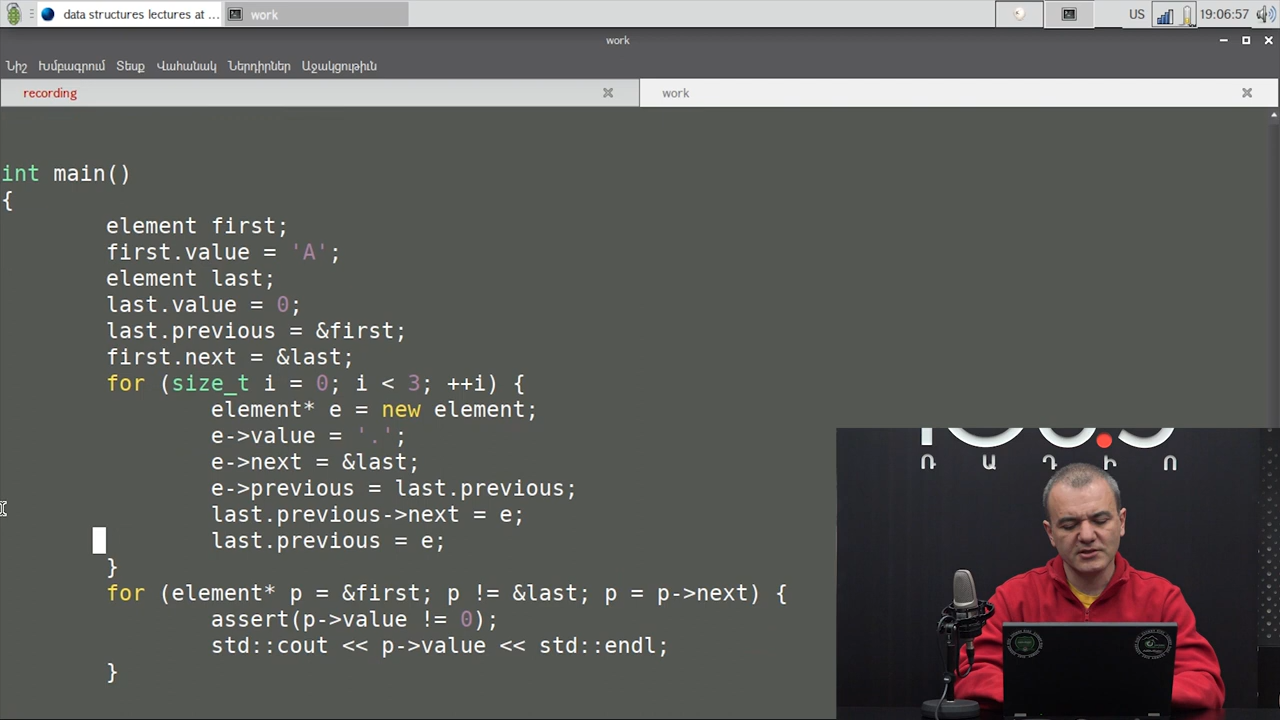 data structures lectures at ...
work
US
19:06:57
work
Նիշ Խմբագրում Տեսք Վահանակ Ներդիրներ Աջակցութիւն
recording
work
int main()
{
element first;
first.value = 'A';
element last;
last.value = 0;
last.previous = &first;
first.next = &last;
for (size_t i = 0; i < 3; ++i) {
element* e = new element;
e->value = '.';
e->next = &last;
e->previous = last.previous;
last.previous->next = e;
last.previous = e;
}
for (element* p = &first; p != &last; p = p->next) {
assert(p->value != 0);
std::cout << p->value << std::endl;
}
ՌԱԴԻՈ